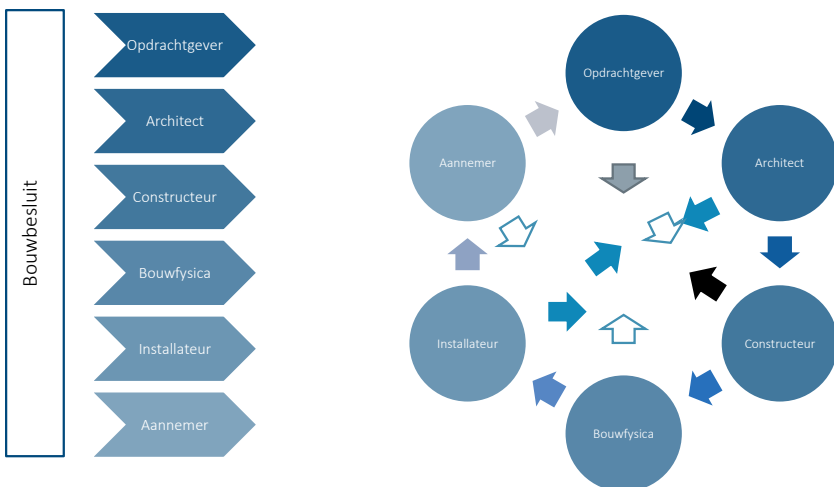 Bouwbesluit
Opdrachtgever
Architect
Constructeur
Bouwfysica
Installateur
Aannemer
Opdrachtgever
Architect
Constructeur
Bouwfysica
Installateur
Aannemer